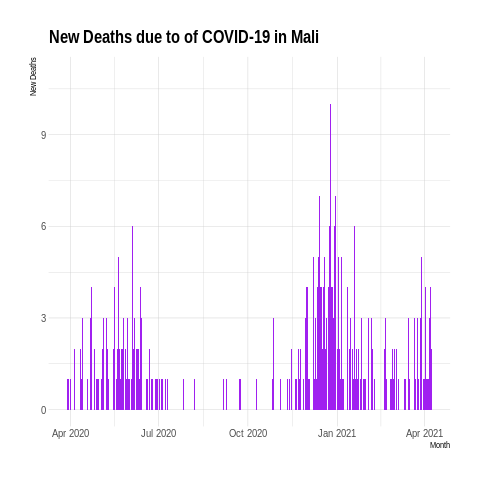 New Deaths due to of COVID-19 in Mali
New Deaths
9
6
3
0
Apr 2020
Jul 2020
Oct 2020
Jan 2021
Apr 2021
Month